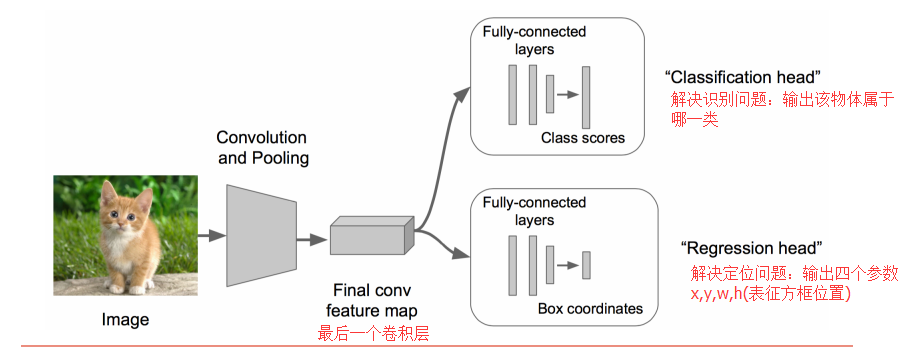 Fully-connected
layers
Class scores
“Classification head”
解决识别问题：输出该物体属于
哪一类
Convolution
and Pooling
Image
Final conv
feature map
最后一个卷积层
Fully-connected
layers
Box coordinates
“Regression head”
解决定位问题：输出四个参数
x,y,w,h(表征方框位置)